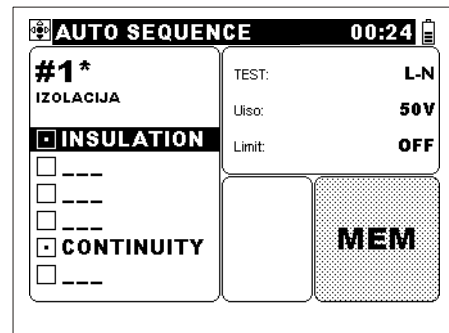 AUTO SEQUENCE 00:24
#1*
IZOLACIJA
INSULATION
---
---
---
CONTINUITY
---
TEST: L-N
Uiso: 50V
Limit: OFF
MEM